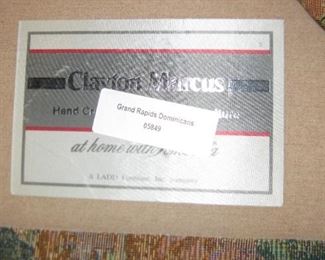 Clayton Marcus
Hand Cr
Grand Rapids Dominicans
05849
at home with
A LADD Furniture, Inc. company